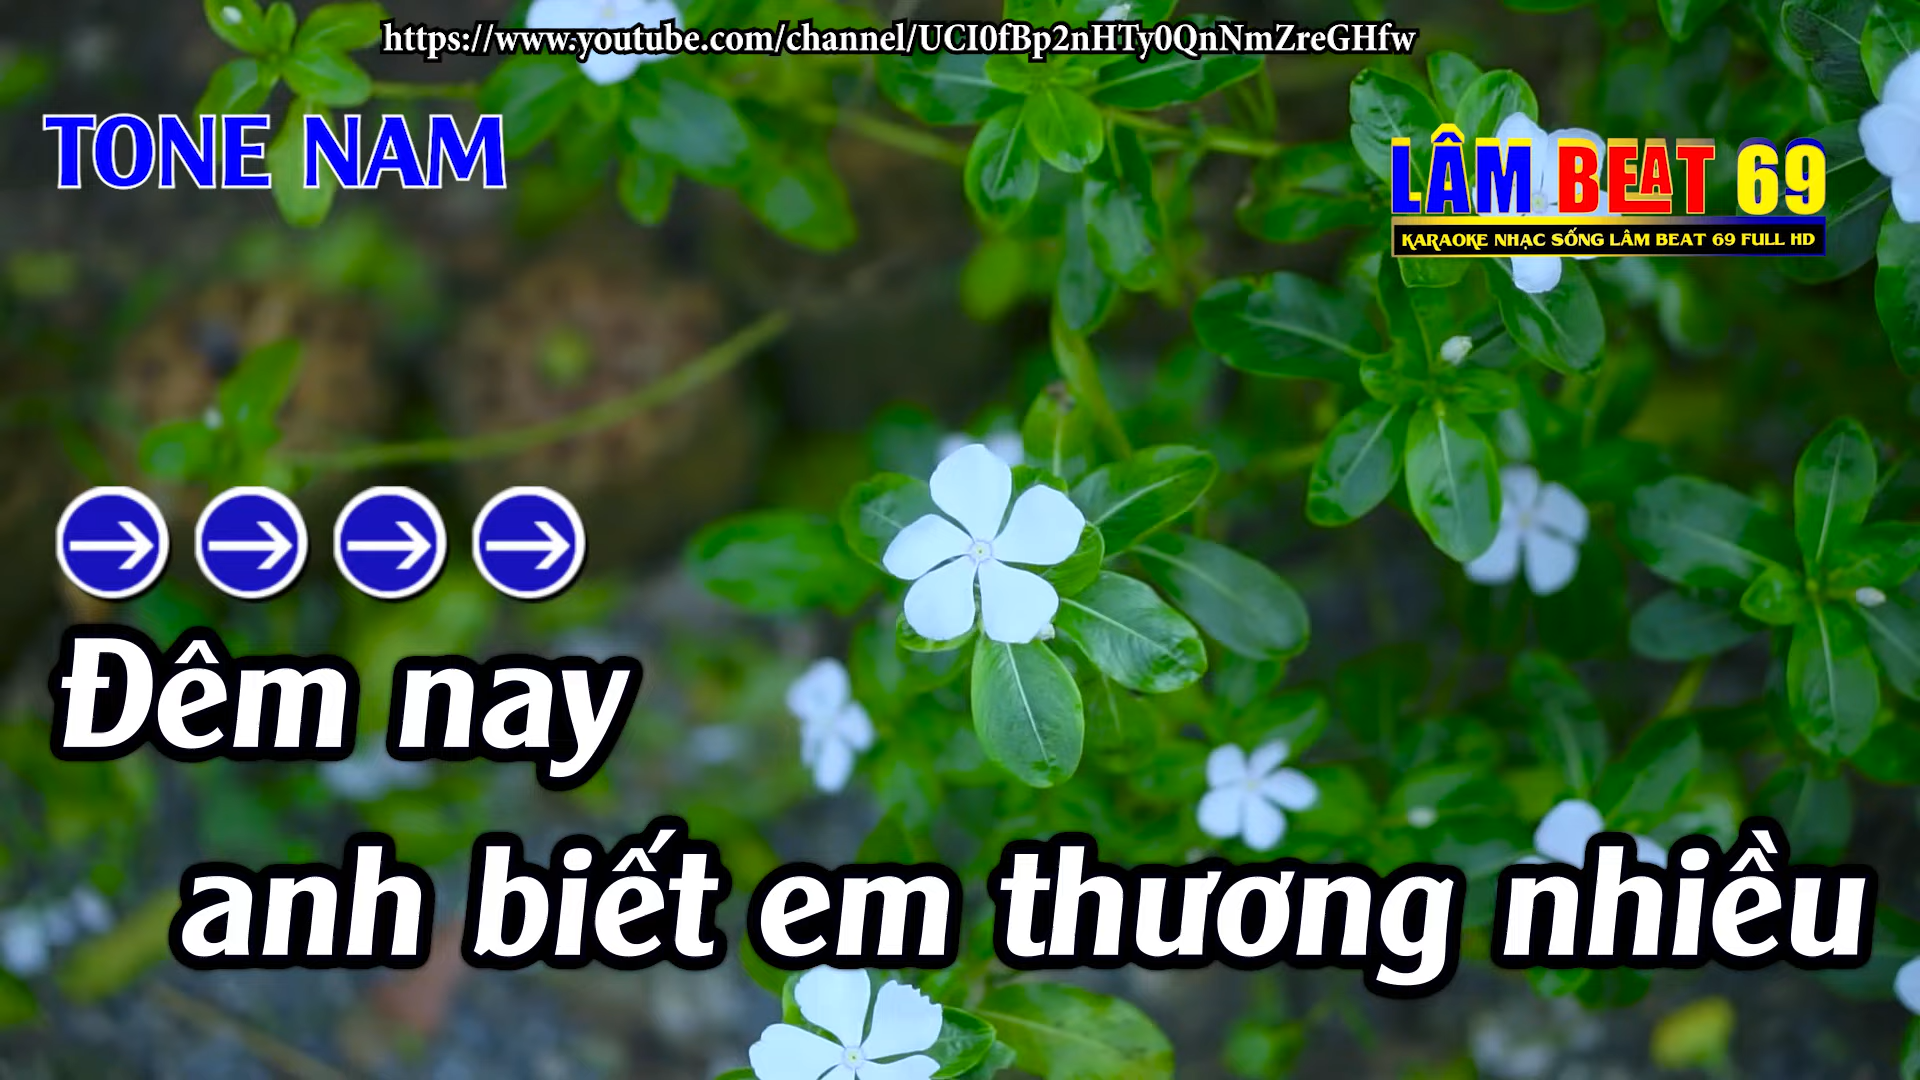 https://www.youtube.com/channel/UCI0fBp2nHTy0QnNmZreGHfw
TONE NAM
LÂM BEAT 69
KARAOKE NHẠC SỐNG LÂM BEAT 69 FULL HD
Đêm nay
anh biết em thương nhiều